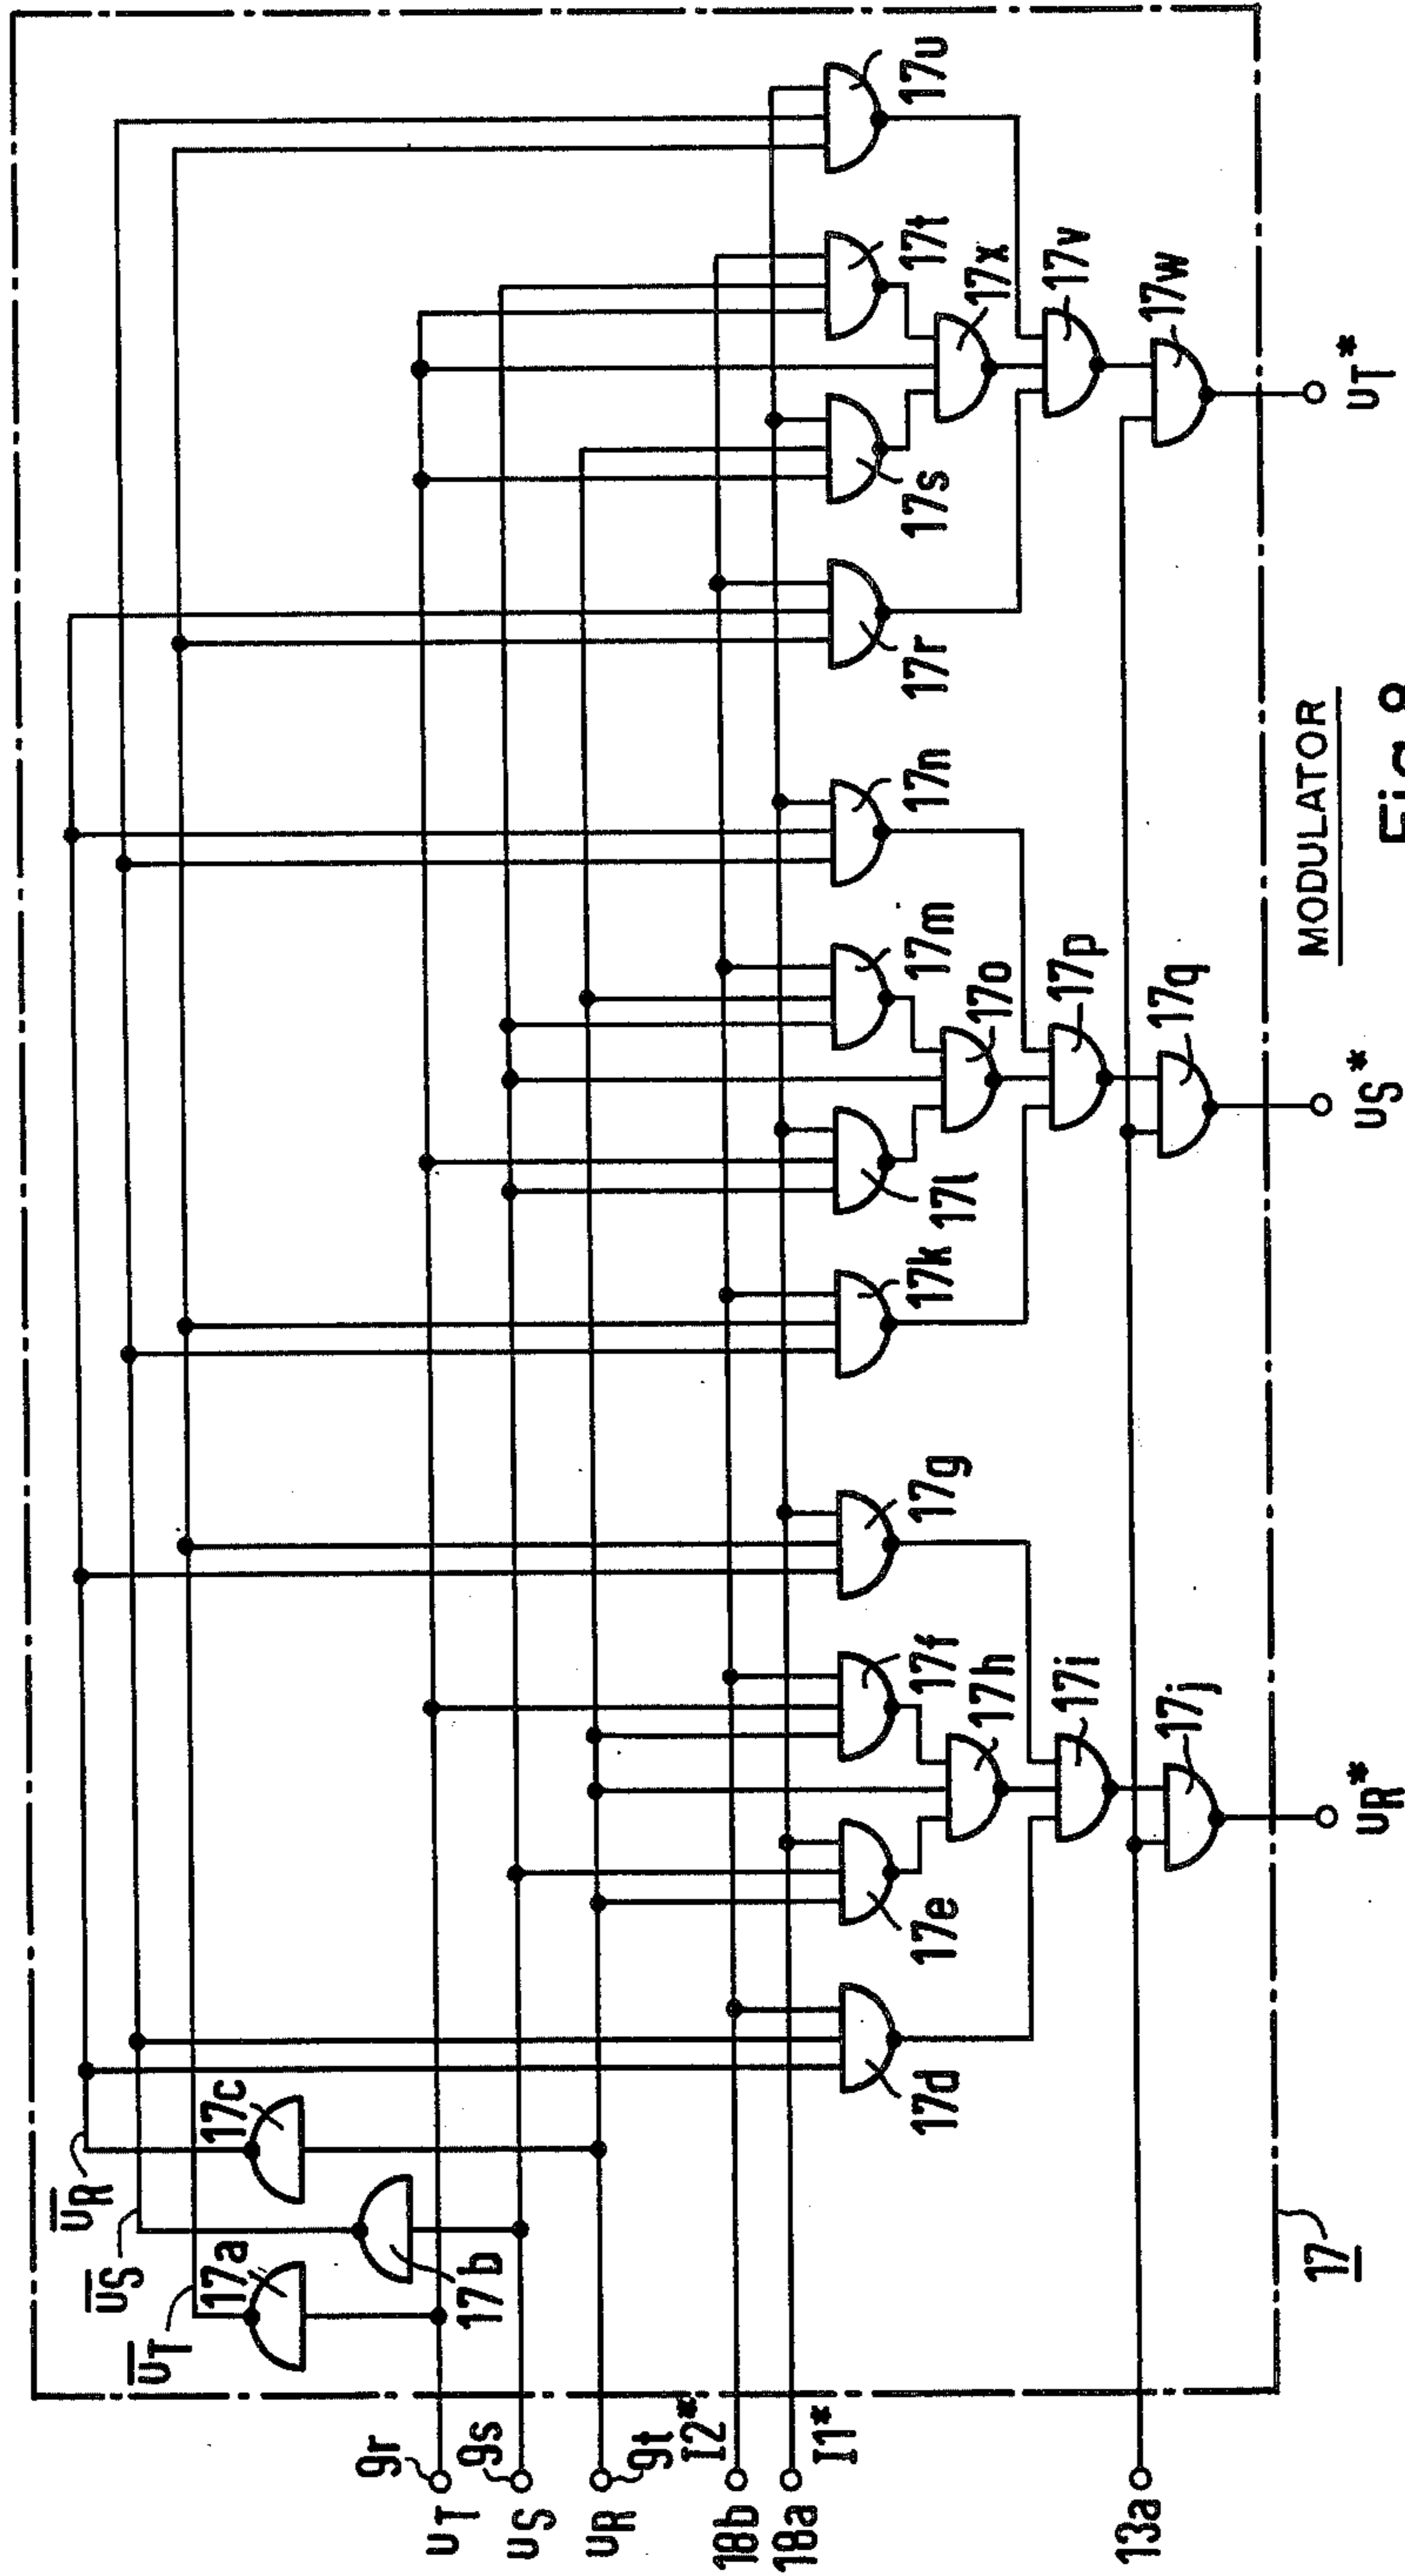 u̅R
u̅S
u̅T
17a
17b
17c
9r
uT
9s
uS
9t
uR
I2*
18b
18a
I1*
13a
17d
17e
17f
17g
17h
17i
17j
17k
17l
17m
17n
17o
17p
17q
17r
17s
17t
17u
17x
17v
17w
uR*
uS*
uT*
17
MODULATOR